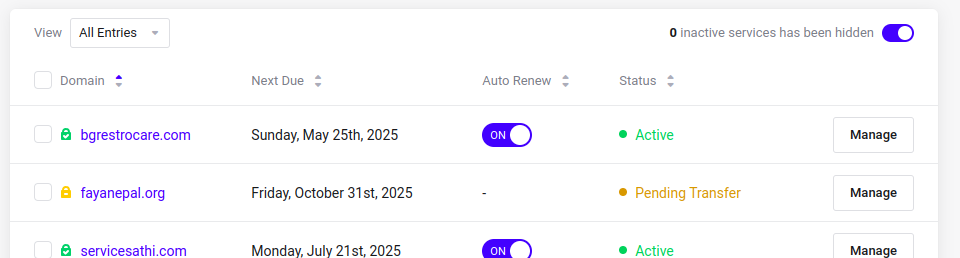 View All Entries 0 inactive services has been hidden
Domain Next Due Auto Renew Status
bgrestrocare.com Sunday, May 25th, 2025 ON Active Manage
fayanepal.org Friday, October 31st, 2025 - Pending Transfer Manage
servicesathi.com Monday, July 21st, 2025 ON Active Manage